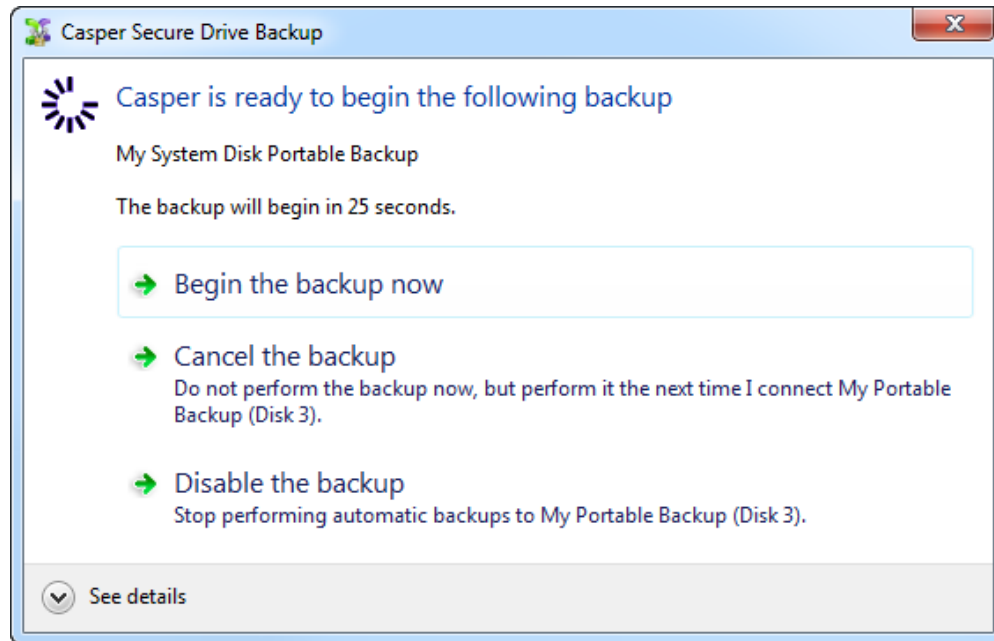 Casper Secure Drive Backup
Casper is ready to begin the following backup
My System Disk Portable Backup
The backup will begin in 25 seconds.
Begin the backup now
Cancel the backup
Do not perform the backup now, but perform it the next time I connect My Portable
Backup (Disk 3).
Disable the backup
Stop performing automatic backups to My Portable Backup (Disk 3).
See details